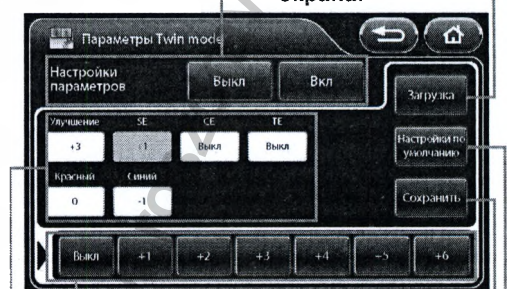 экрана.
Параметры Twin mode
Настройки параметров
Выкл
Вкл
Загрузка
Улучшение SE CE TE
+3 +1 Выкл Выкл
Настройки по умолчанию
Красный Синий
0 -1
Сохранить
Выкл +1 +2 +3 +4 +5 +6